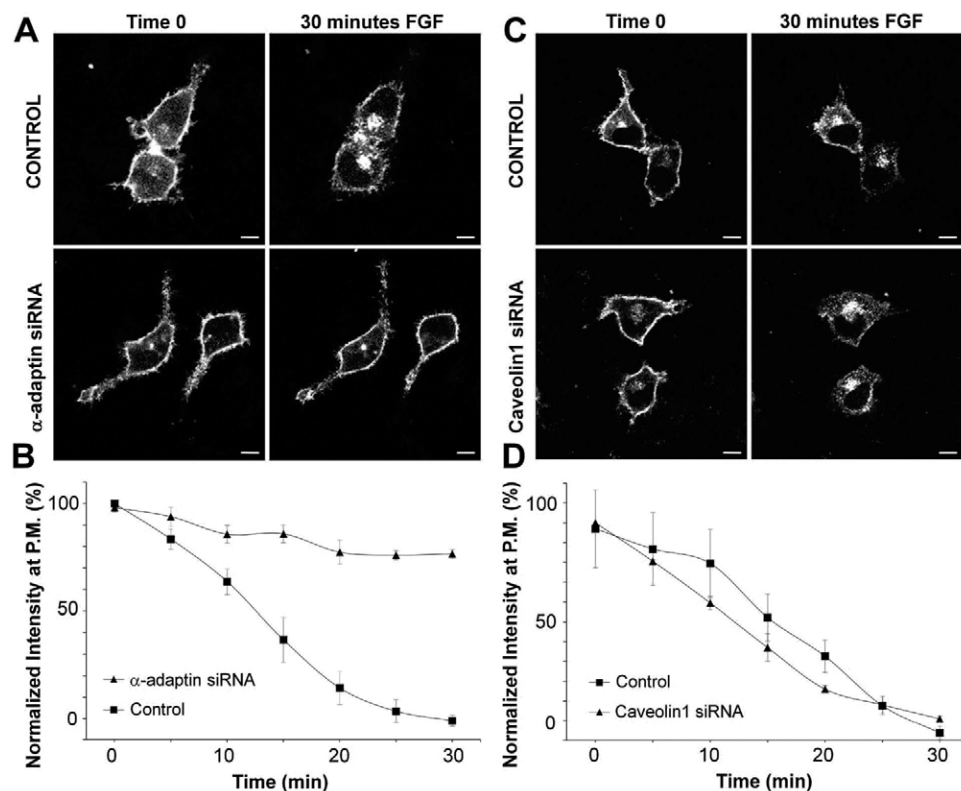 A
Time 0
30 minutes FGF
CONTROL
α-adaptin siRNA
B
Normalized Intensity at P.M. (%)
100
50
0
α-adaptin siRNA
Control
0
10
20
30
Time (min)
C
Time 0
30 minutes FGF
CONTROL
Caveolin1 siRNA
D
Normalized Intensity at P.M. (%)
100
50
0
Control
Caveolin1 siRNA
0
10
20
30
Time (min)